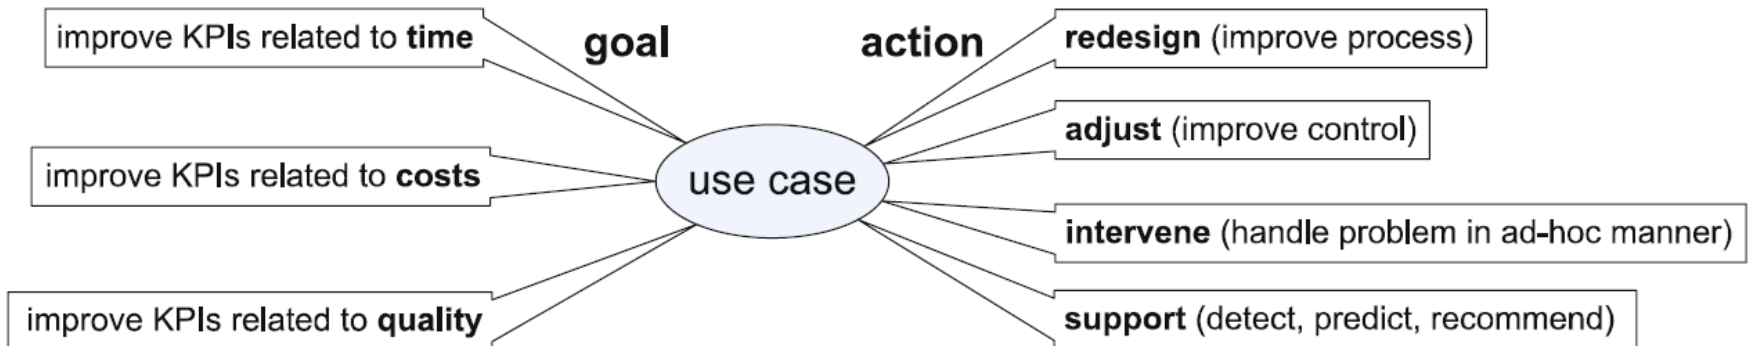 goal
action
improve KPIs related to time
improve KPIs related to costs
improve KPIs related to quality
use case
redesign (improve process)
adjust (improve control)
intervene (handle problem in ad-hoc manner)
support (detect, predict, recommend)